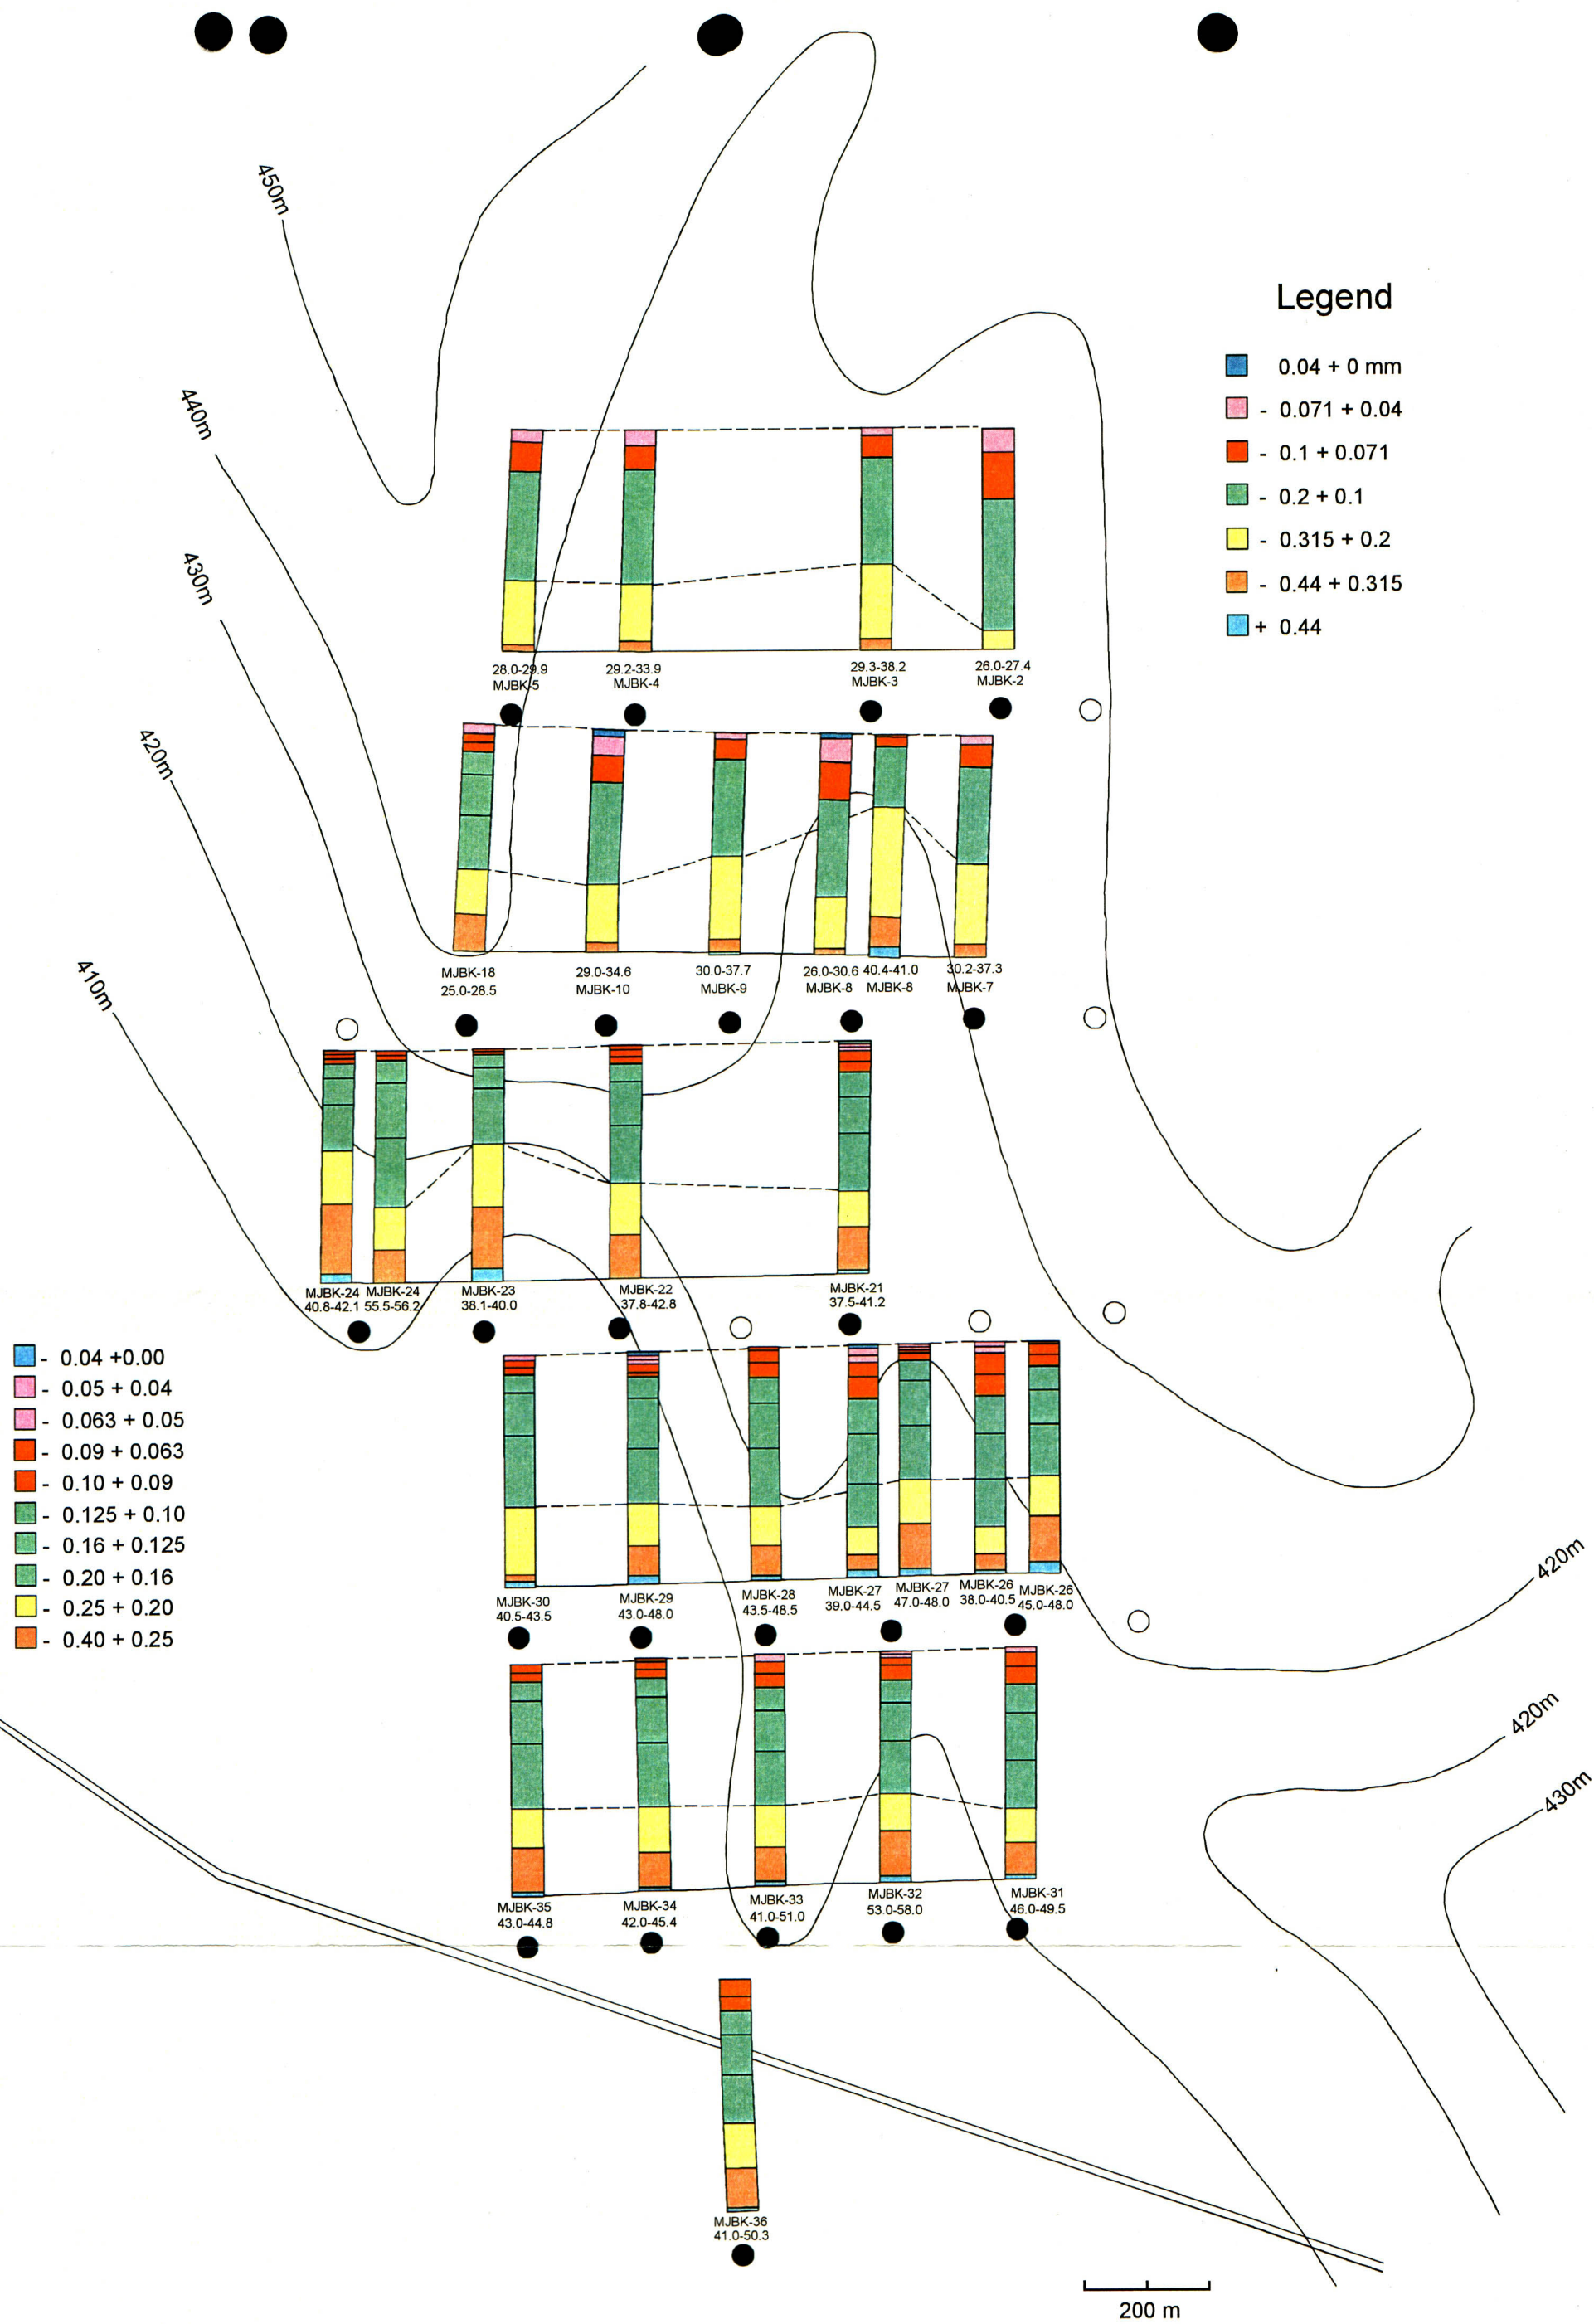 450m
Legend
0.04 + 0 mm
- 0.071 + 0.04
- 0.1 + 0.071
- 0.2 + 0.1
- 0.315 + 0.2
- 0.44 + 0.315
+ 0.44
440m
430m
28.0-29.9
MJBK-5
29.2-33.9
MJBK-4
29.3-38.2
MJBK-3
26.0-27.4
MJBK-2
420m
410m
MJBK-18
25.0-28.5
29.0-34.6
MJBK-10
30.0-37.7
MJBK-9
26.0-30.6
MJBK-8
40.4-41.0
MJBK-8
30.2-37.3
MJBK-7
MJBK-24
40.8-42.1
MJBK-24
55.5-56.2
MJBK-23
38.1-40.0
MJBK-22
37.8-42.8
MJBK-21
37.5-41.2
- 0.04 +0.00
- 0.05 + 0.04
- 0.063 + 0.05
- 0.09 + 0.063
- 0.10 + 0.09
- 0.125 + 0.10
- 0.16 + 0.125
- 0.20 + 0.16
- 0.25 + 0.20
- 0.40 + 0.25
MJBK-30
40.5-43.5
MJBK-29
43.0-48.0
MJBK-28
43.5-48.5
MJBK-27
39.0-44.5
MJBK-27
47.0-48.0
MJBK-26
38.0-40.5
MJBK-26
45.0-48.0
420m
420m
430m
MJBK-35
43.0-44.8
MJBK-34
42.0-45.4
MJBK-33
41.0-51.0
MJBK-32
53.0-58.0
MJBK-31
46.0-49.5
MJBK-36
41.0-50.3
200 m